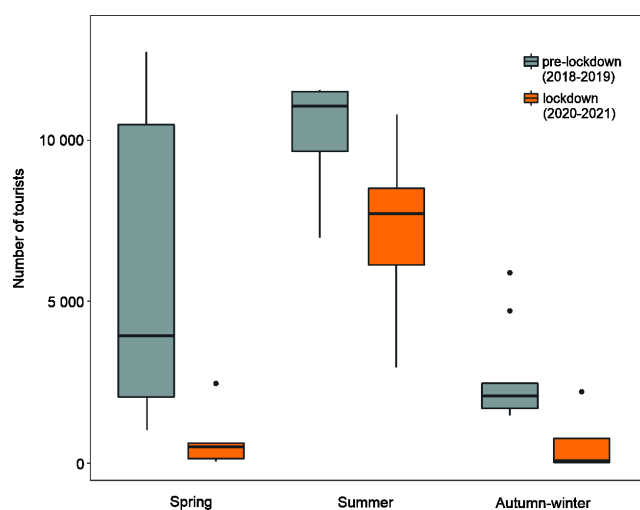 Number of tourists
10 000
5 000
0
pre-lockdown
(2018-2019)
lockdown
(2020-2021)
Spring
Summer
Autumn-winter